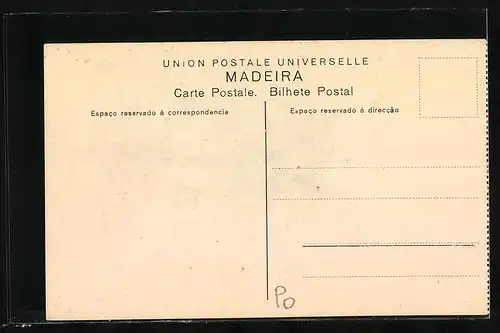 UNION POSTALE UNIVERSELLE
MADEIRA
Carte Postale. Bilhete Postal
Espaço reservado á correspondencia
Espaço reservado á direcção
Po